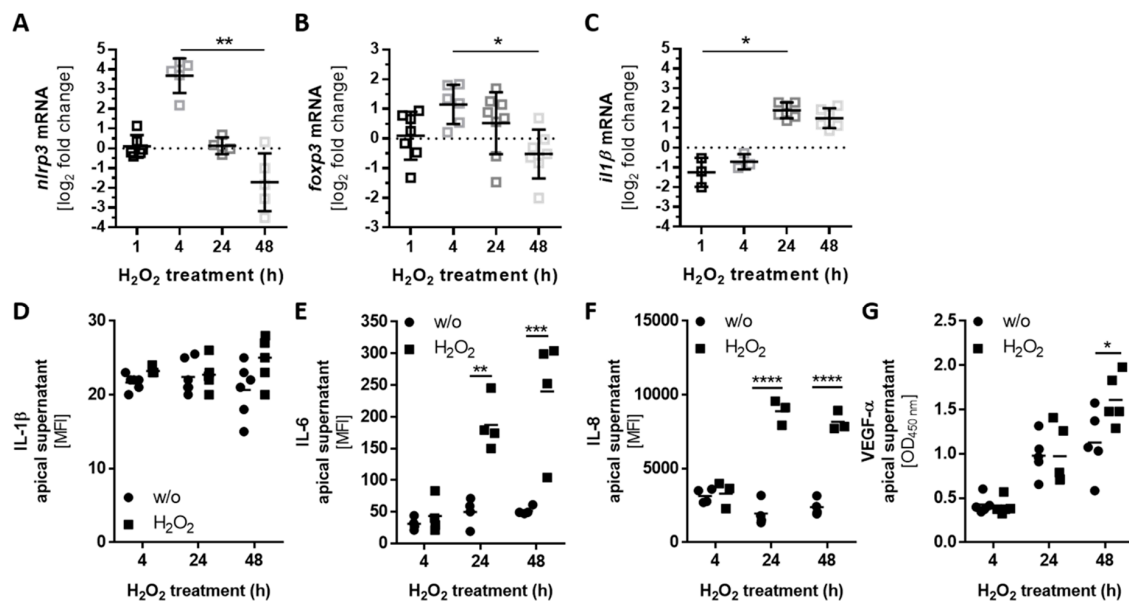 A
nlrp3 mRNA
[log2 fold change]
**
5
4
3
2
1
0
-1
-2
-3
-4
1 4 24 48
H2O2 treatment (h)
B
foxp3 mRNA
[log2 fold change]
*
3
2
1
0
-1
-2
-3
1 4 24 48
H2O2 treatment (h)
C
il1β mRNA
[log2 fold change]
*
5
4
3
2
1
0
-1
-2
-3
-4
1 4 24 48
H2O2 treatment (h)
D
IL-1β
apical supernatant
[MFI]
30
20
10
0
w/o
H2O2
4 24 48
H2O2 treatment (h)
E
IL-6
apical supernatant
[MFI]
350
300
250
200
150
100
50
0
w/o
H2O2
**
***
4 24 48
H2O2 treatment (h)
F
IL-8
apical supernatant
[MFI]
15000
10000
5000
0
w/o
H2O2
****
****
4 24 48
H2O2 treatment (h)
G
VEGF-α
apical supernatant
[OD450 nm]
2.5
2.0
1.5
1.0
0.5
0.0
w/o
H2O2
*
4 24 48
H2O2 treatment (h)